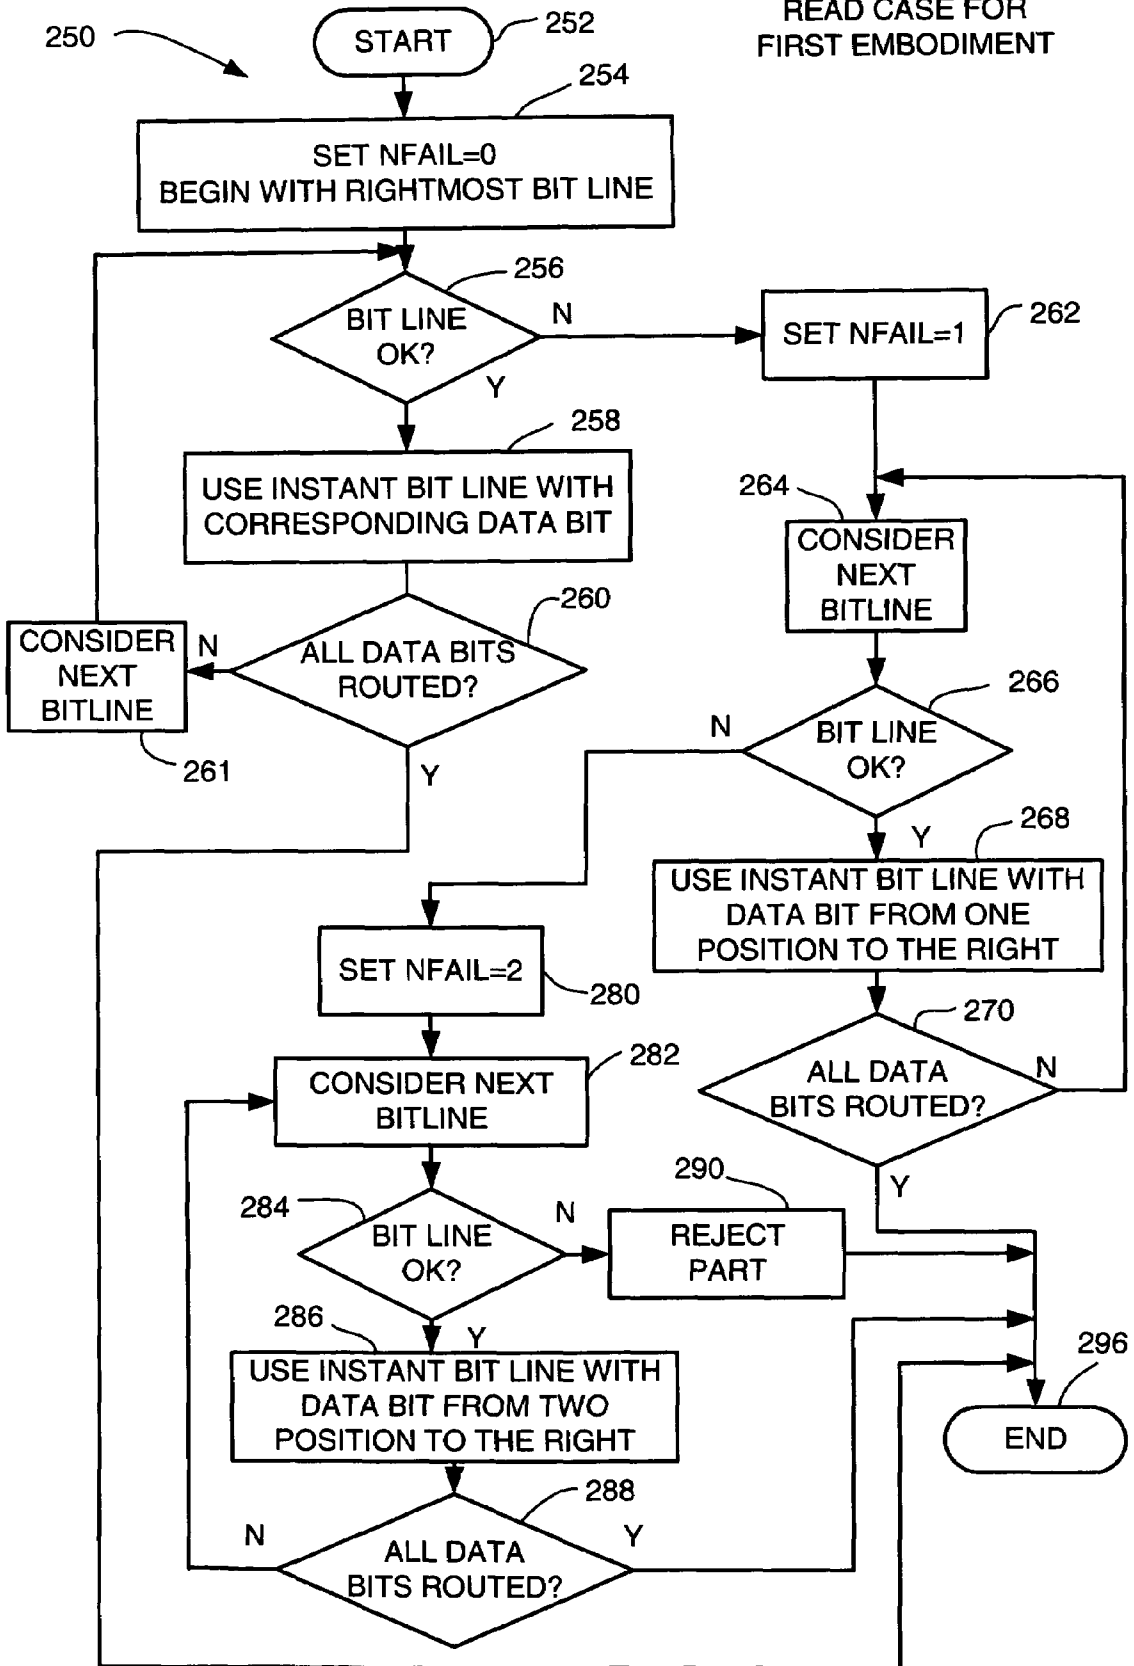 READ CASE FOR
FIRST EMBODIMENT
250
START
252
254
SET NFAIL=0
BEGIN WITH RIGHTMOST BIT LINE
256
BIT LINE
OK?
N
Y
SET NFAIL=1
262
258
USE INSTANT BIT LINE WITH
CORRESPONDING DATA BIT
264
CONSIDER
NEXT
BITLINE
260
ALL DATA BITS
ROUTED?
N
Y
CONSIDER
NEXT
BITLINE
261
266
BIT LINE
OK?
N
Y
268
USE INSTANT BIT LINE WITH
DATA BIT FROM ONE
POSITION TO THE RIGHT
SET NFAIL=2
280
270
ALL DATA
BITS ROUTED?
N
Y
282
CONSIDER NEXT
BITLINE
284
BIT LINE
OK?
N
Y
290
REJECT
PART
286
USE INSTANT BIT LINE WITH
DATA BIT FROM TWO
POSITION TO THE RIGHT
296
END
288
ALL DATA
BITS ROUTED?
N
Y